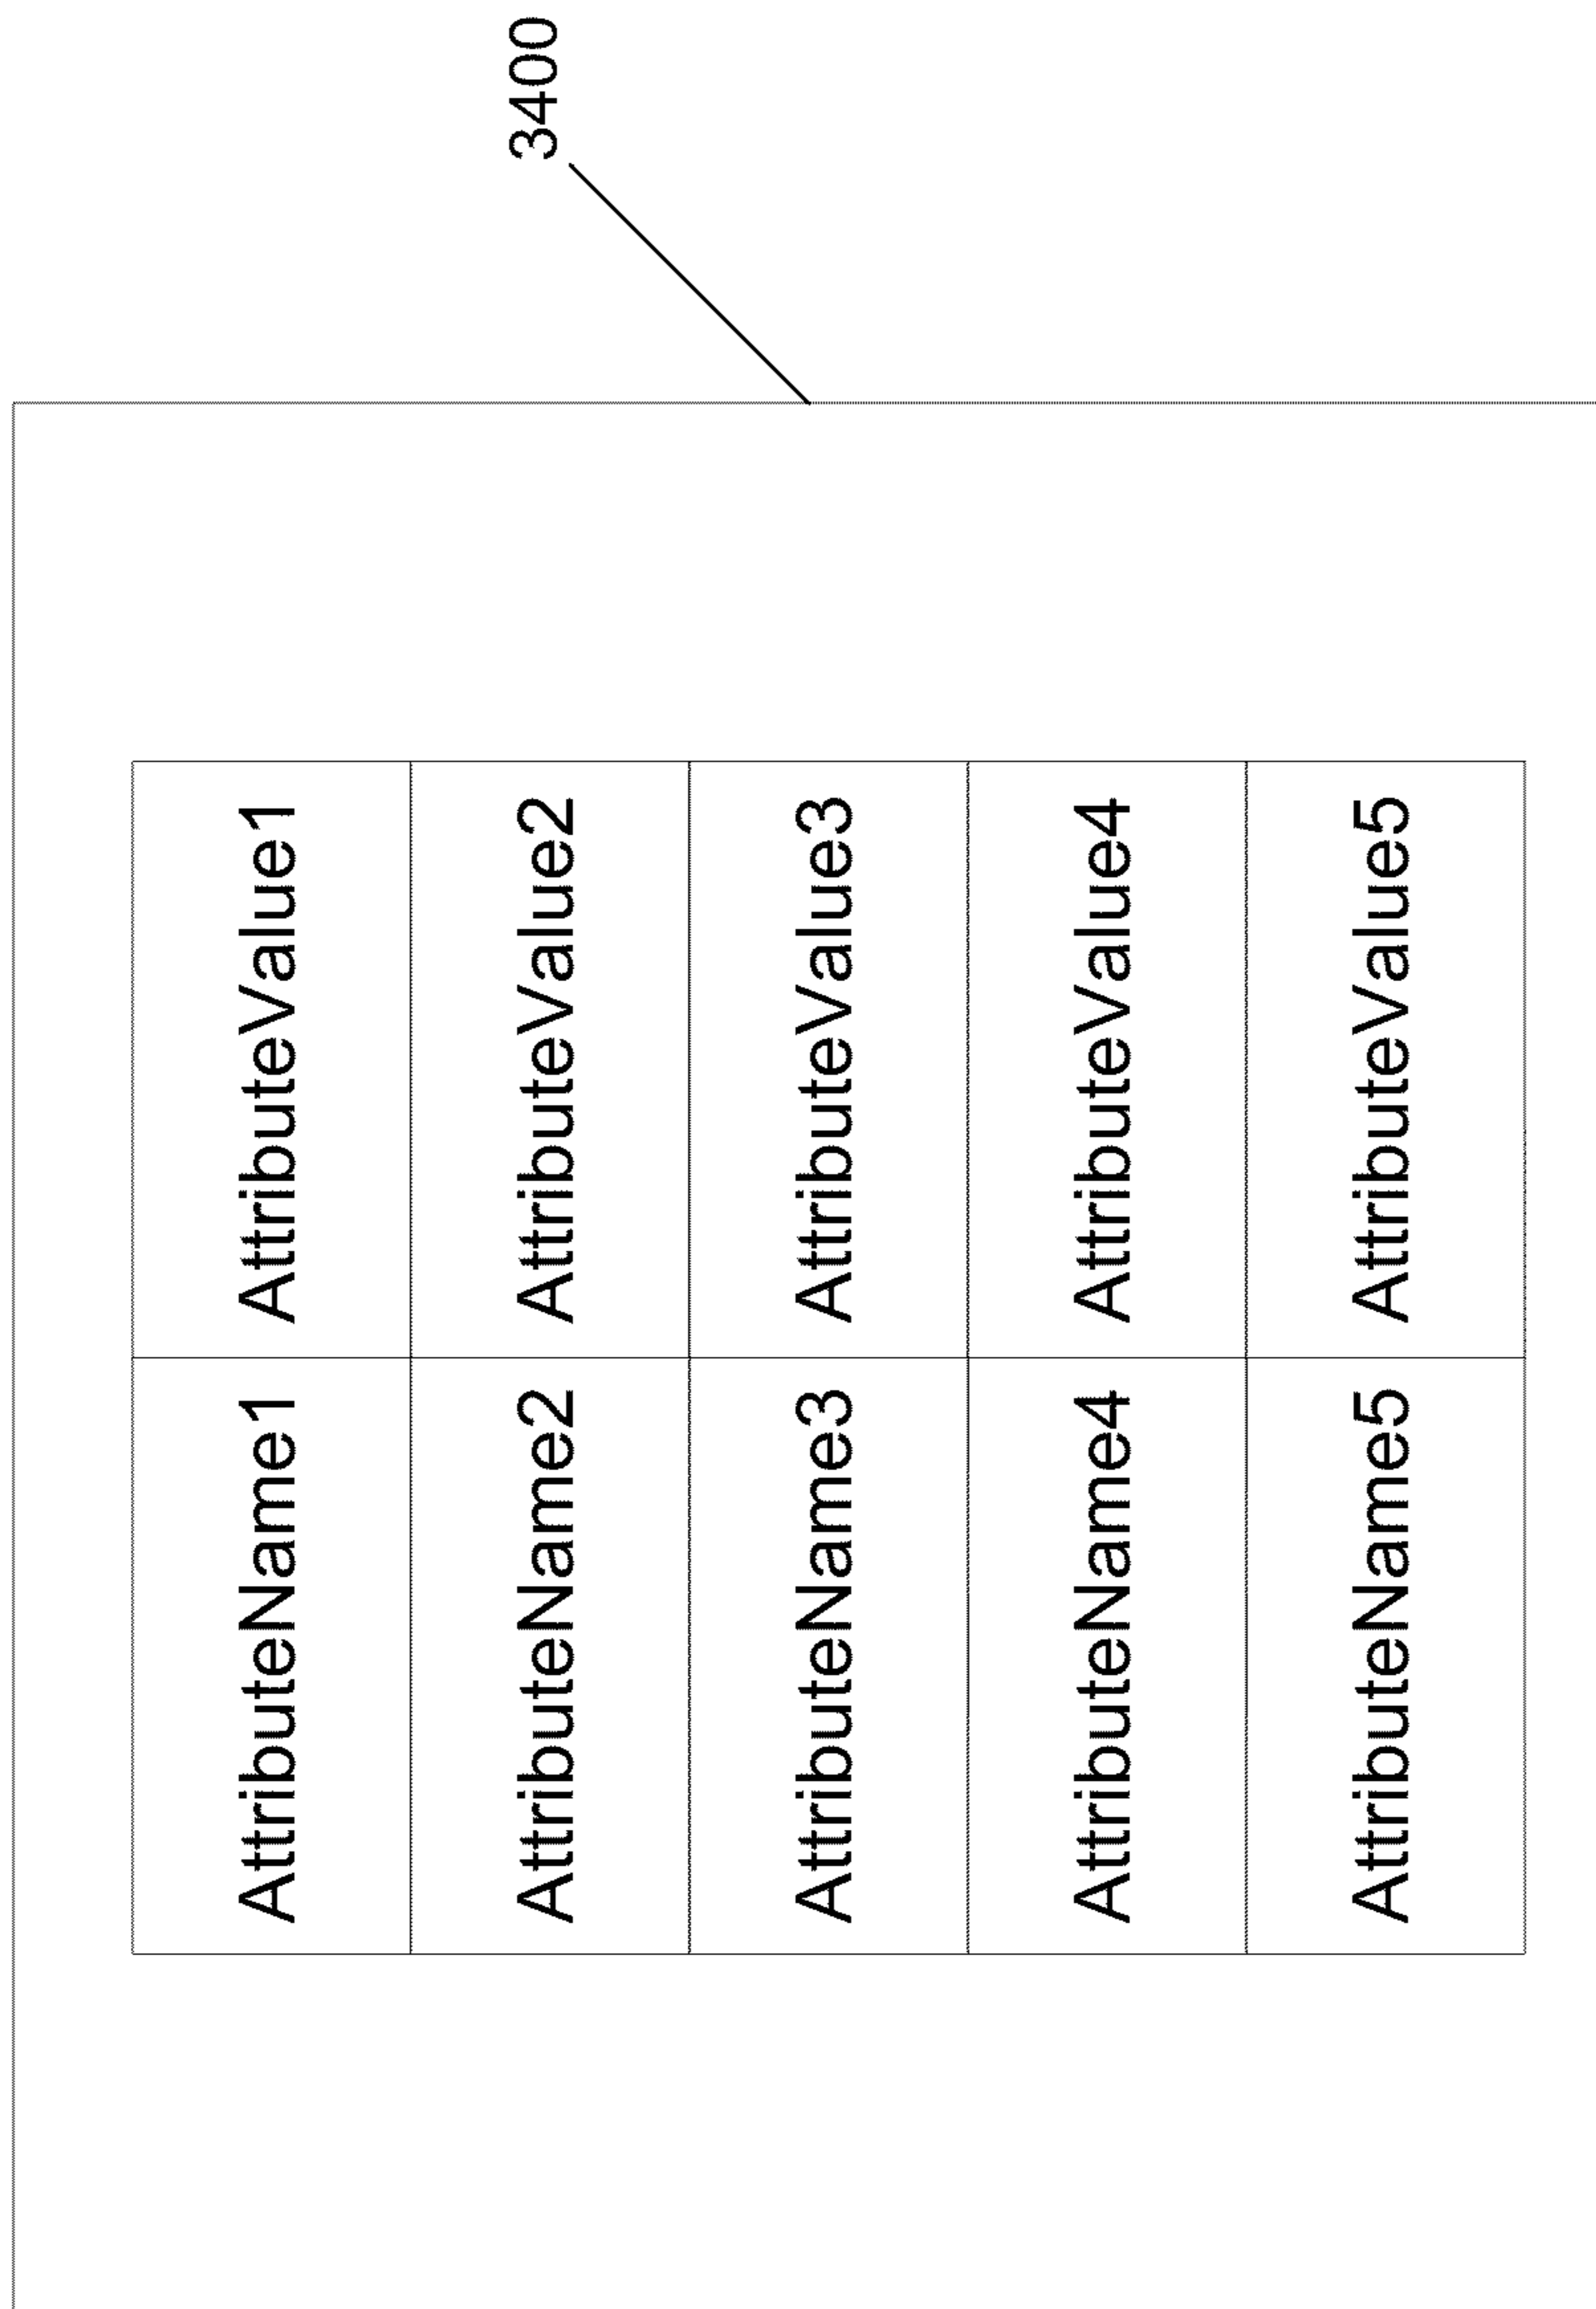 3400
AttributeName1 AttributeValue1
AttributeName2 AttributeValue2
AttributeName3 AttributeValue3
AttributeName4 AttributeValue4
AttributeName5 AttributeValue5